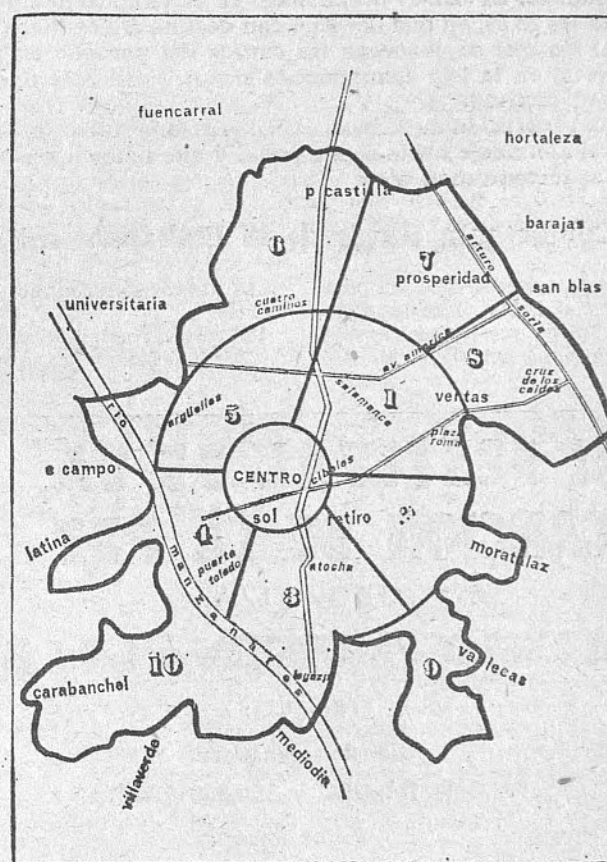 fuencarral
hortaleza
p castilla
barajas
6
7
arturo
prosperidad
san blas
soria
universitaria
cuatro
caminos
av. america
8
cruz
de los
caidos
salamanca
1
ventas
argüelles
5
plaza
roma
rio
e campo
CENTRO
cibeles
sol
retiro
latina
4
moratalaz
puerta
toledo
atocha
manzanares
3
vallecas
9
10
carabanchel
villaverde
mediodia